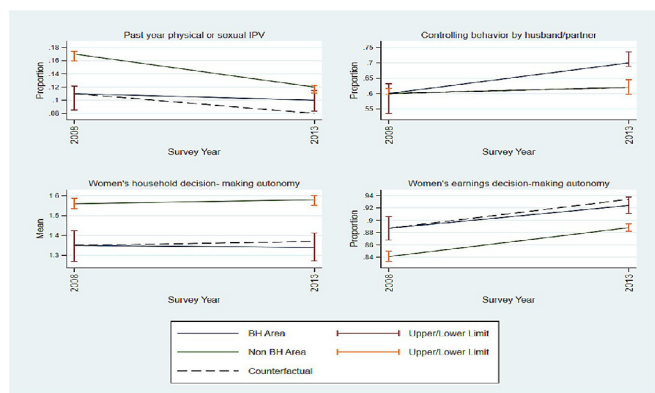 Past year physical or sexual IPV
Proportion
.18
.16
.14
.12
.1
.08
2008
2013
Survey Year
Controlling behavior by husband/partner
Proportion
.75
.7
.65
.6
.55
2008
2013
Survey Year
Women's household decision- making autonomy
Mean
1.6
1.5
1.4
1.3
2008
2013
Survey Year
Women's earnings decision-making autonomy
Proportion
.94
.92
.9
.88
.86
.84
2008
2013
Survey Year
BH Area
Upper/Lower Limit
Non BH Area
Upper/Lower Limit
Counterfactual